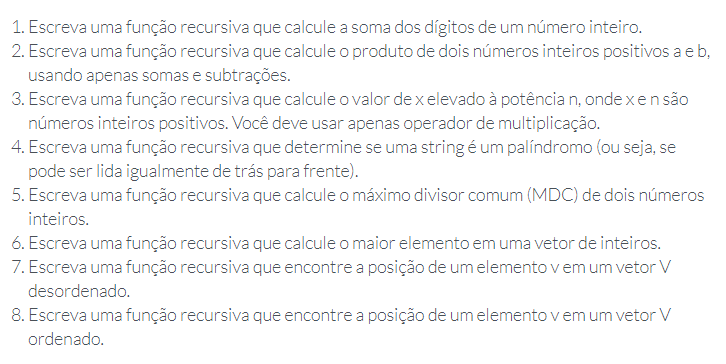 1. Escreva uma função recursiva que calcule a soma dos dígitos de um número inteiro.
2. Escreva uma função recursiva que calcule o produto de dois números inteiros positivos a e b,
usando apenas somas e subtrações.
3. Escreva uma função recursiva que calcule o valor de x elevado à potência n, onde x e n são
números inteiros positivos. Você deve usar apenas operador de multiplicação.
4. Escreva uma função recursiva que determine se uma string é um palíndromo (ou seja, se
pode ser lida igualmente de trás para frente).
5. Escreva uma função recursiva que calcule o máximo divisor comum (MDC) de dois números
inteiros.
6. Escreva uma função recursiva que calcule o maior elemento em uma vetor de inteiros.
7. Escreva uma função recursiva que encontre a posição de um elemento v em um vetor V
desordenado.
8. Escreva uma função recursiva que encontre a posição de um elemento v em um vetor V
ordenado.